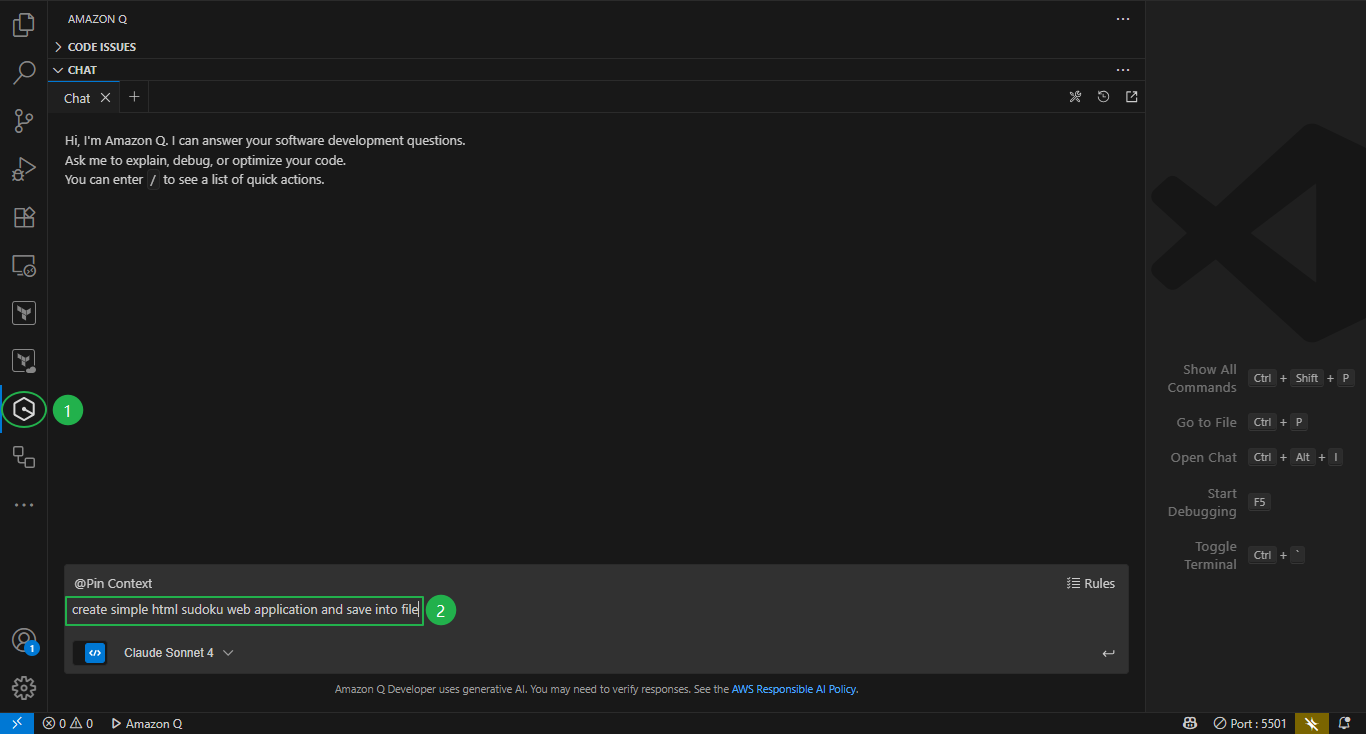 AMAZON Q
CODE ISSUES
CHAT
Chat
Hi, I'm Amazon Q. I can answer your software development questions.
Ask me to explain, debug, or optimize your code.
You can enter / to see a list of quick actions.
1
Show All Commands Ctrl + Shift + P
Go to File Ctrl + P
Open Chat Ctrl + Alt + I
Start Debugging F5
Toggle Terminal Ctrl + `
@Pin Context
Rules
create simple html sudoku web application and save into file
2
Claude Sonnet 4
Amazon Q Developer uses generative AI. You may need to verify responses. See the AWS Responsible AI Policy.
1
0 0 Amazon Q
Port : 5501